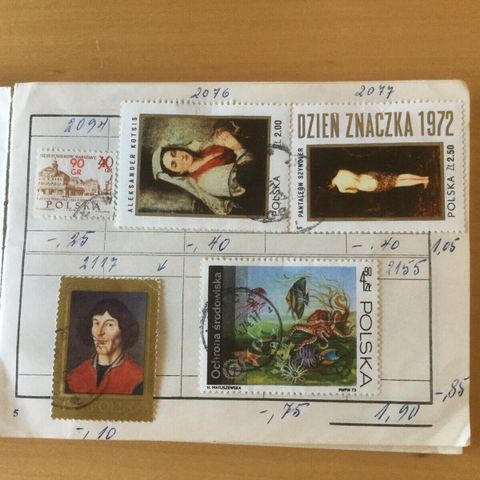 2076
2077
2094
90
GR
POLSKA
ALEKSANDER KOTSIS
POLSKA
ZŁ 2.00
DZIEŃ ZNACZKA 1972
PANTALEON SZYNDLER
POLSKA
ZŁ 2.50
-,25
-,40
-,40
1,05
2127
2155
Ochrona środowiska
POLSKA
H. MATUSZEWSKA
PWPW 73
5
-,10
-,75
1,90
-,85